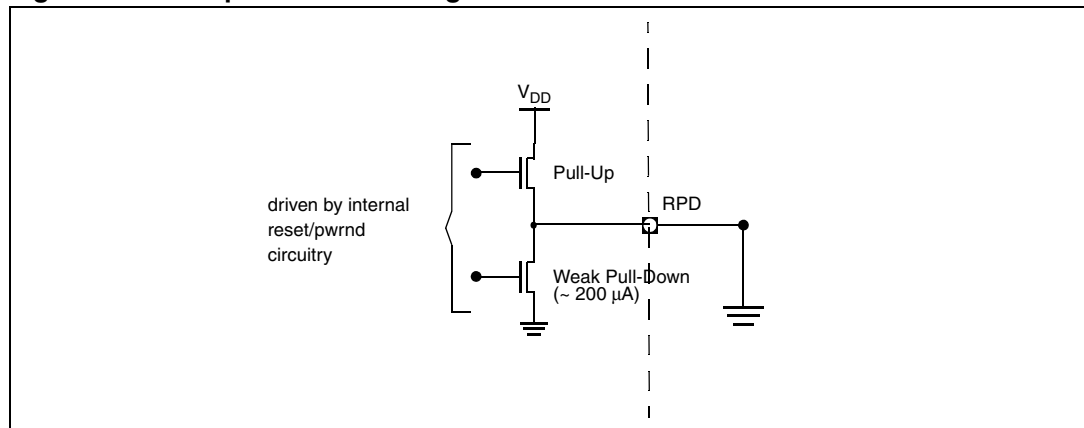 V_DD
Pull-Up
RPD
driven by internal
reset/pwrnd
circuitry
Weak Pull-Down
(~ 200 μA)